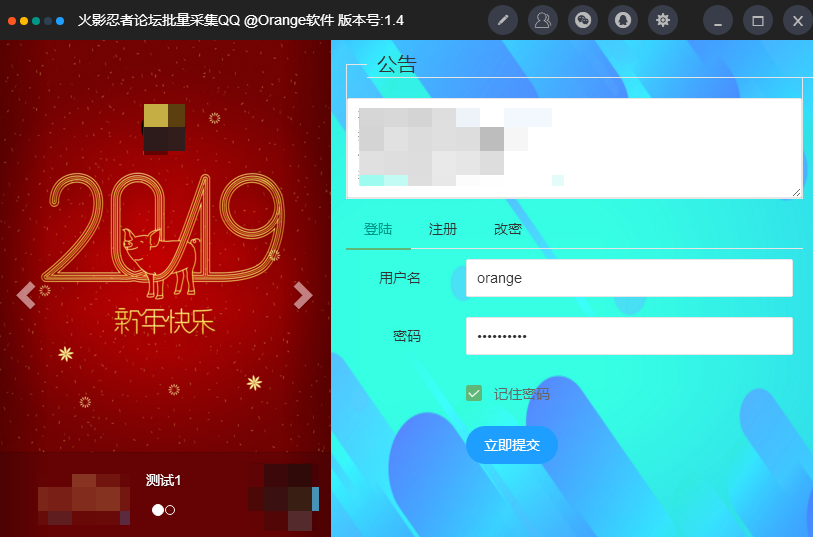 火影忍者论坛批量采集QQ @Orange软件 版本号:1.4
2019
新年快乐
测试1
公告
登陆 注册 改密
用户名 orange
密码 ••••••••••
记住密码
立即提交